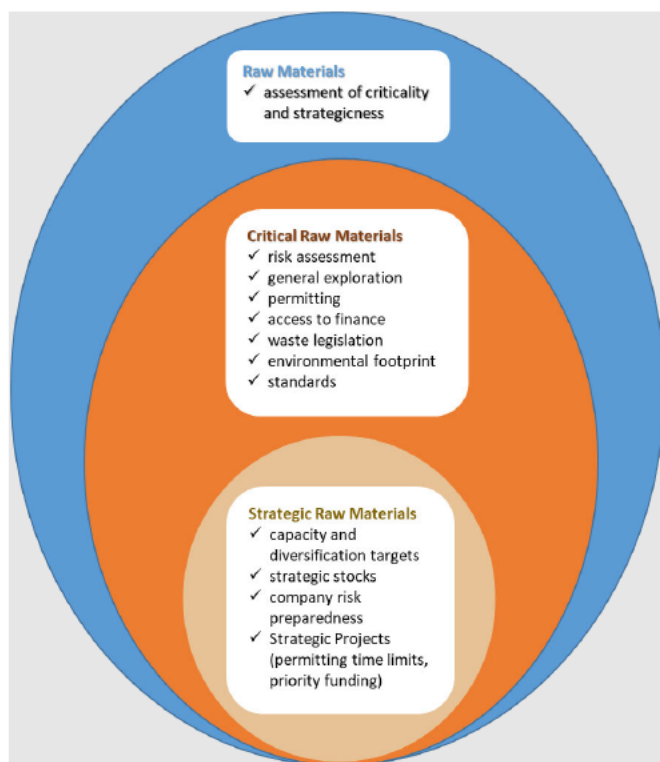 Raw Materials
✓ assessment of criticality
and strategicness
Critical Raw Materials
✓ risk assessment
✓ general exploration
✓ permitting
✓ access to finance
✓ waste legislation
✓ environmental footprint
✓ standards
Strategic Raw Materials
✓ capacity and
diversification targets
✓ strategic stocks
✓ company risk
preparedness
✓ Strategic Projects
(permitting time limits,
priority funding)